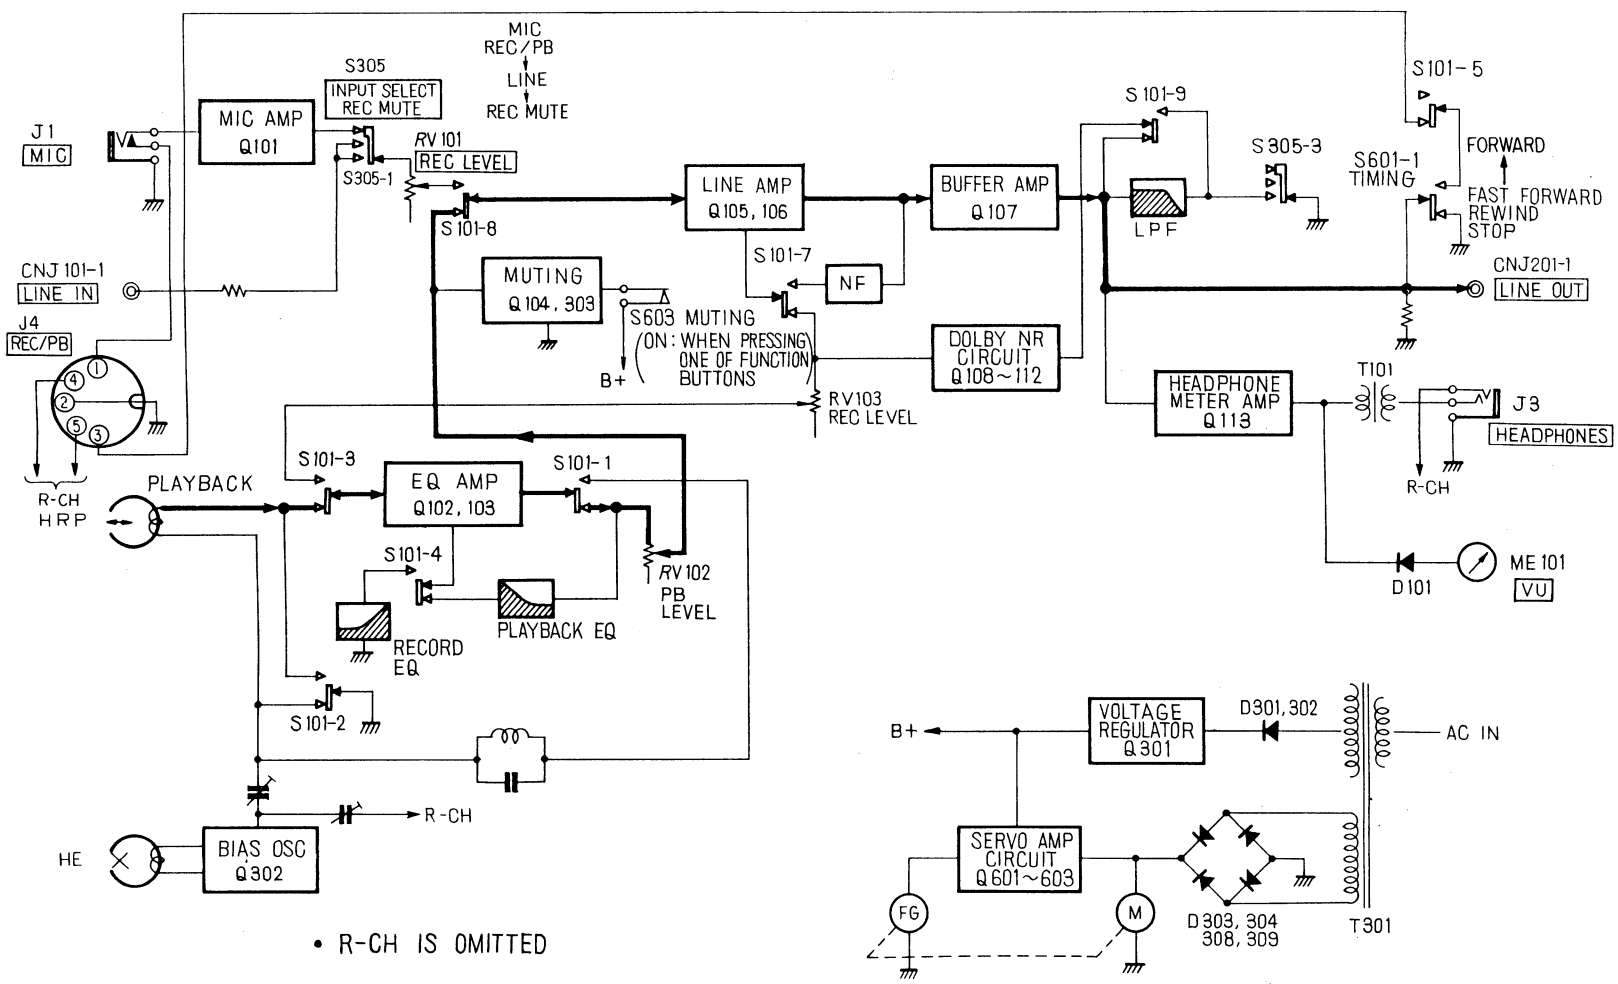 MIC
REC/PB
LINE
REC MUTE
S305
INPUT SELECT
REC MUTE
J1
MIC
MIC AMP
Q101
S305-1
RV101
REC LEVEL
S101-8
LINE AMP
Q105, 106
BUFFER AMP
Q107
S101-9
LPF
S305-3
S101-5
S601-1
TIMING
FORWARD
FAST FORWARD
REWIND
STOP
CNJ101-1
LINE IN
MUTING
Q104, 303
S603 MUTING
(ON: WHEN PRESSING
ONE OF FUNCTION
BUTTONS)
B+
S101-7
NF
DOLBY NR
CIRCUIT
Q108~112
CNJ201-1
LINE OUT
J4
REC/PB
1
4
2
5
3
R-CH
HRP
RV103
REC LEVEL
HEADPHONE
METER AMP
Q113
T101
J3
HEADPHONES
R-CH
PLAYBACK
S101-3
EQ AMP
Q102, 103
S101-1
S101-4
RV102
PB
LEVEL
D101
ME101
VU
RECORD
EQ
PLAYBACK EQ
S101-2
R-CH
HE
BIAS OSC
Q302
B+
VOLTAGE
REGULATOR
Q301
D301, 302
AC IN
SERVO AMP
CIRCUIT
Q601~603
FG
M
D303, 304
308, 309
T301
• R-CH IS OMITTED